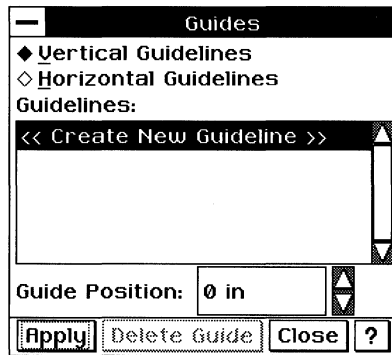 Guides
Vertical Guidelines
Horizontal Guidelines
Guidelines:
<< Create New Guideline >>
Guide Position: 0 in
Apply Delete Guide Close ?